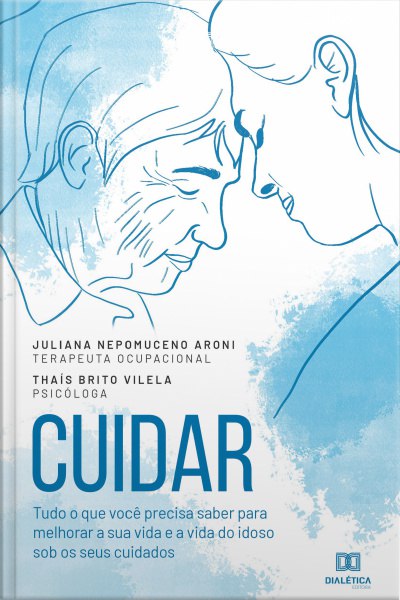 JULIANA NEPOMUCENO ARONI
TERAPEUTA OCUPACIONAL
THAÍS BRITO VILELA
PSICÓLOGA
CUIDAR
Tudo o que você precisa saber para
melhorar a sua vida e a vida do idoso
sob os seus cuidados
DIALÉTICA
EDITORA